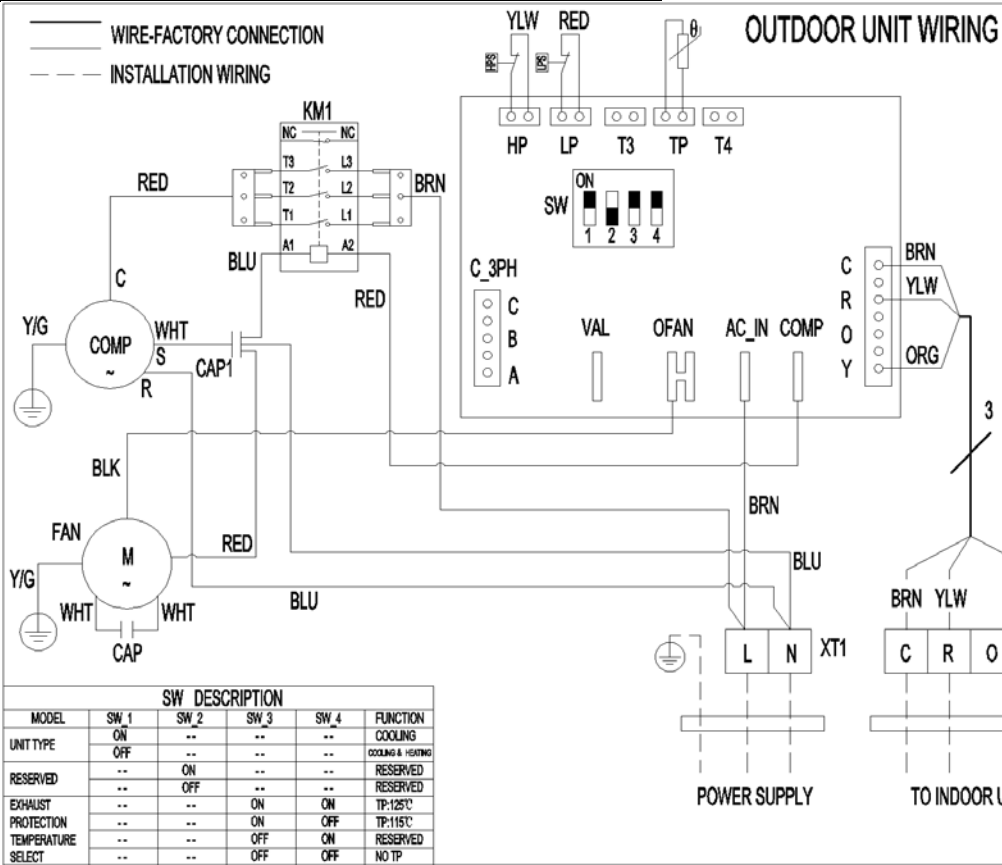 OUTDOOR UNIT WIRING
WIRE-FACTORY CONNECTION
INSTALLATION WIRING
YLW RED
HPS
LPS
θ
HP LP T3 TP T4
KM1
NC NC
T3 L3
T2 L2
T1 L1
A1 A2
RED
BRN
BLU
RED
SW
ON
1 2 3 4
C_3PH
C
B
A
VAL OFAN AC_IN COMP
C
R
O
Y
BRN
YLW
ORG
3
C
Y/G
COMP
~
WHT
S
R
CAP1
BLK
FAN
M
~
RED
Y/G
WHT WHT
CAP
BLU
BRN
BLU
BRN YLW
L N XT1
C R O
POWER SUPPLY
TO INDOOR U
SW DESCRIPTION
MODEL SW_1 SW_2 SW_3 SW_4 FUNCTION
UNIT TYPE
ON -- -- -- COOLING
OFF -- -- -- COOLING & HEATING
RESERVED
-- ON -- -- RESERVED
-- OFF -- -- RESERVED
EXHAUST -- -- ON ON TP:125℃
PROTECTION -- -- ON OFF TP:115℃
TEMPERATURE -- -- OFF ON RESERVED
SELECT -- -- OFF OFF NO TP